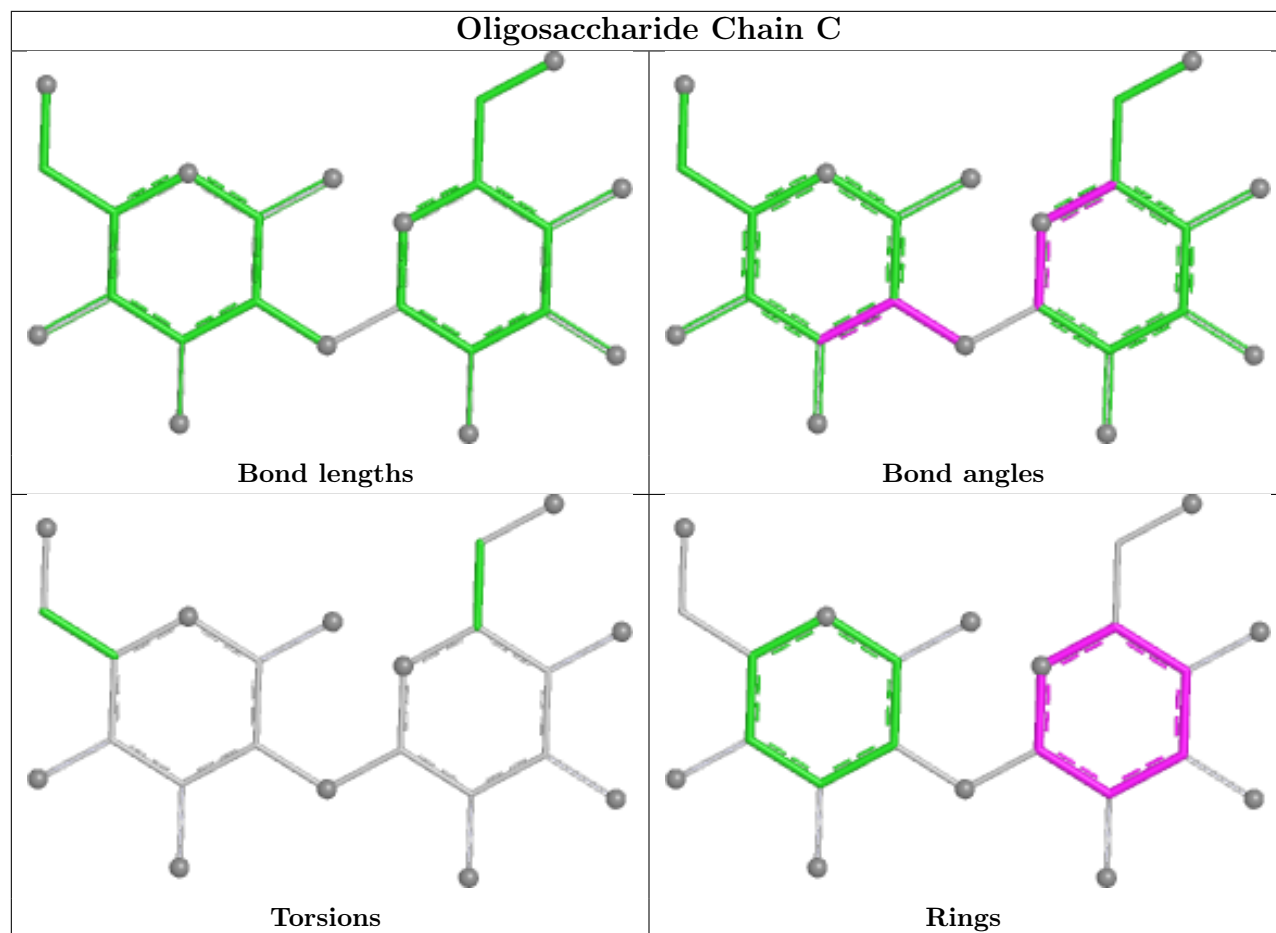 Oligosaccharide Chain C
Bond lengths
Bond angles
Torsions
Rings